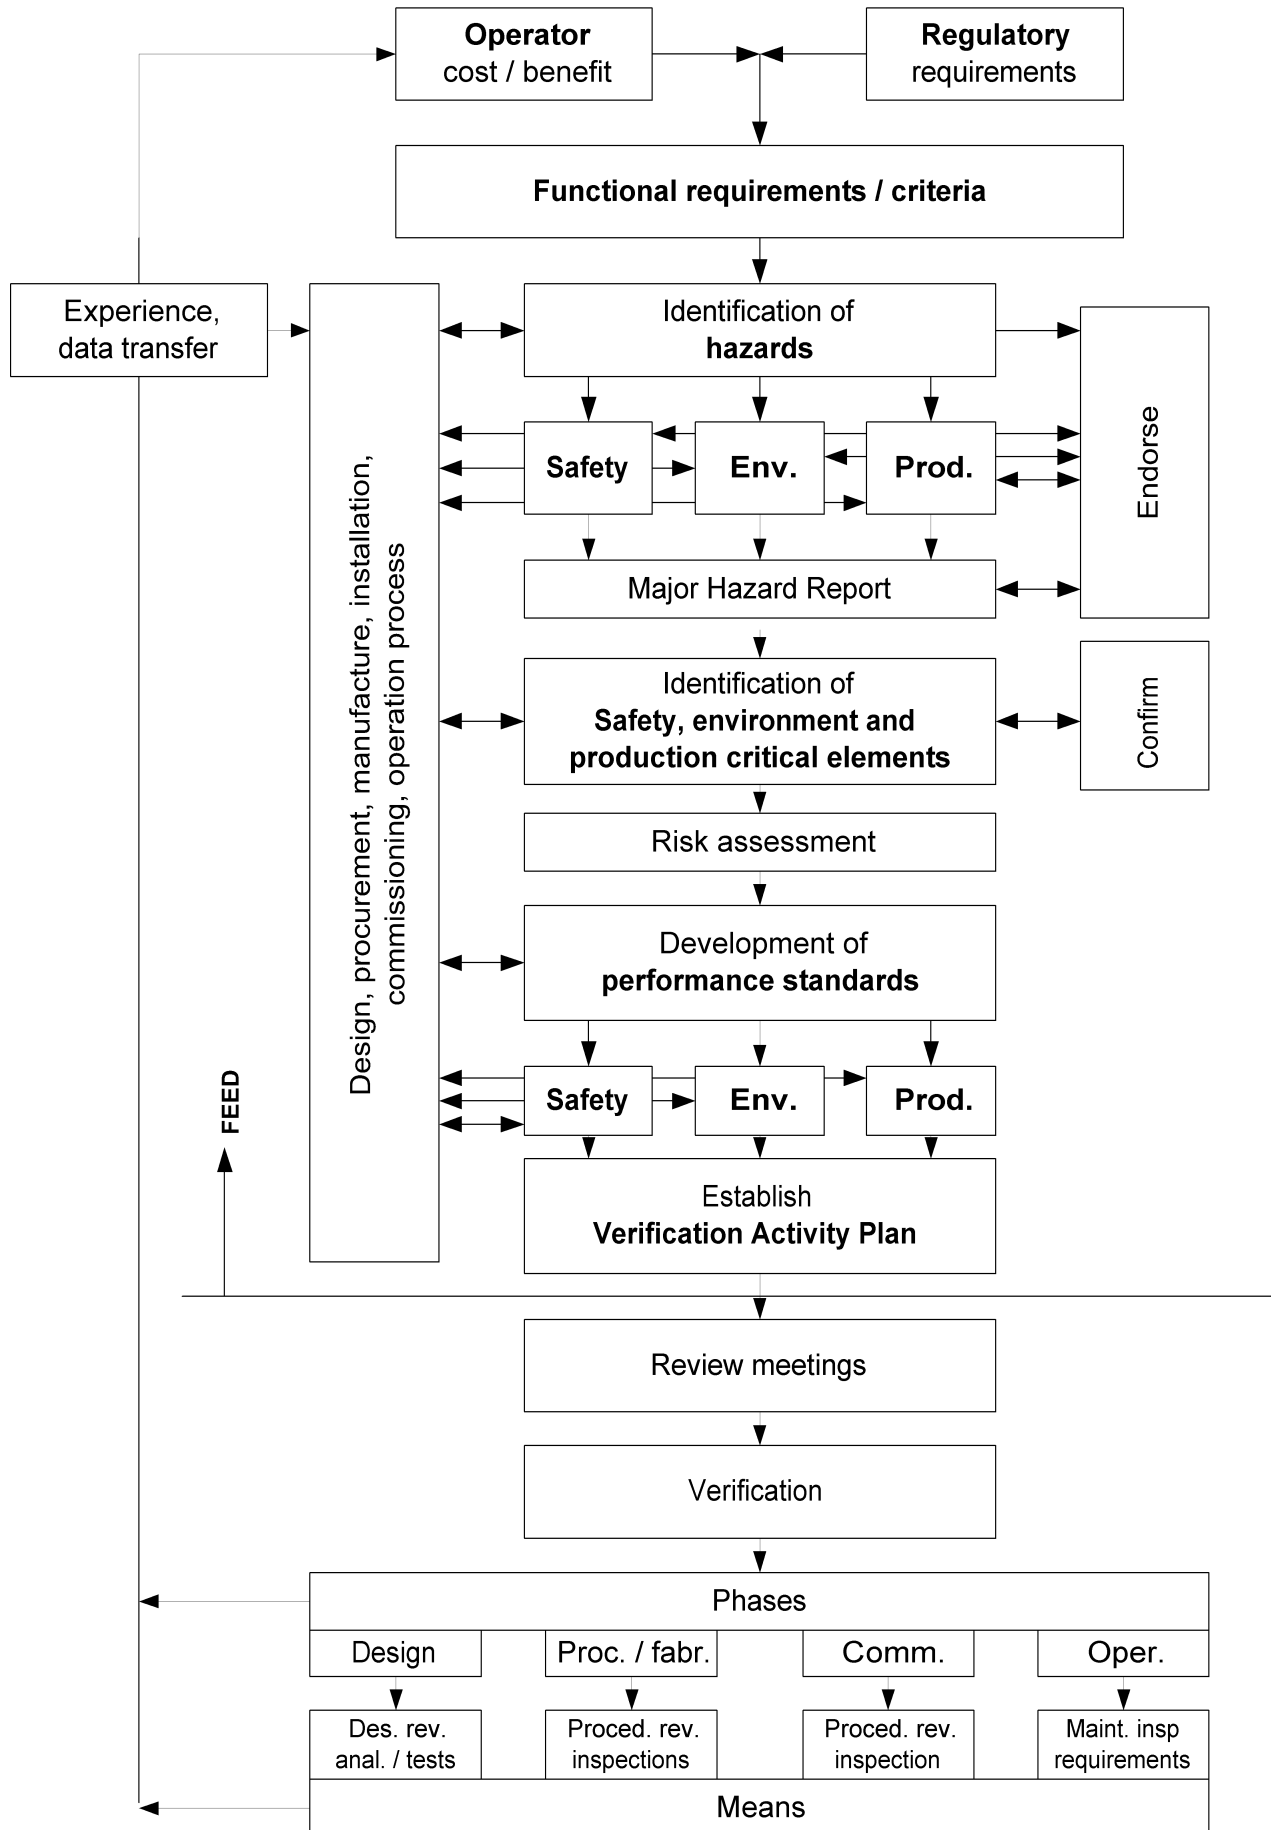 Operator
cost / benefit
Regulatory
requirements
Functional requirements / criteria
Experience,
data transfer
Design, procurement, manufacture, installation,
commissioning, operation process
Identification of
hazards
Endorse
Safety
Env.
Prod.
Major Hazard Report
Identification of
Safety, environment and
production critical elements
Confirm
Risk assessment
Development of
performance standards
FEED
Safety
Env.
Prod.
Establish
Verification Activity Plan
Review meetings
Verification
Phases
Design
Proc. / fabr.
Comm.
Oper.
Des. rev.
anal. / tests
Proced. rev.
inspections
Proced. rev.
inspection
Maint. insp
requirements
Means